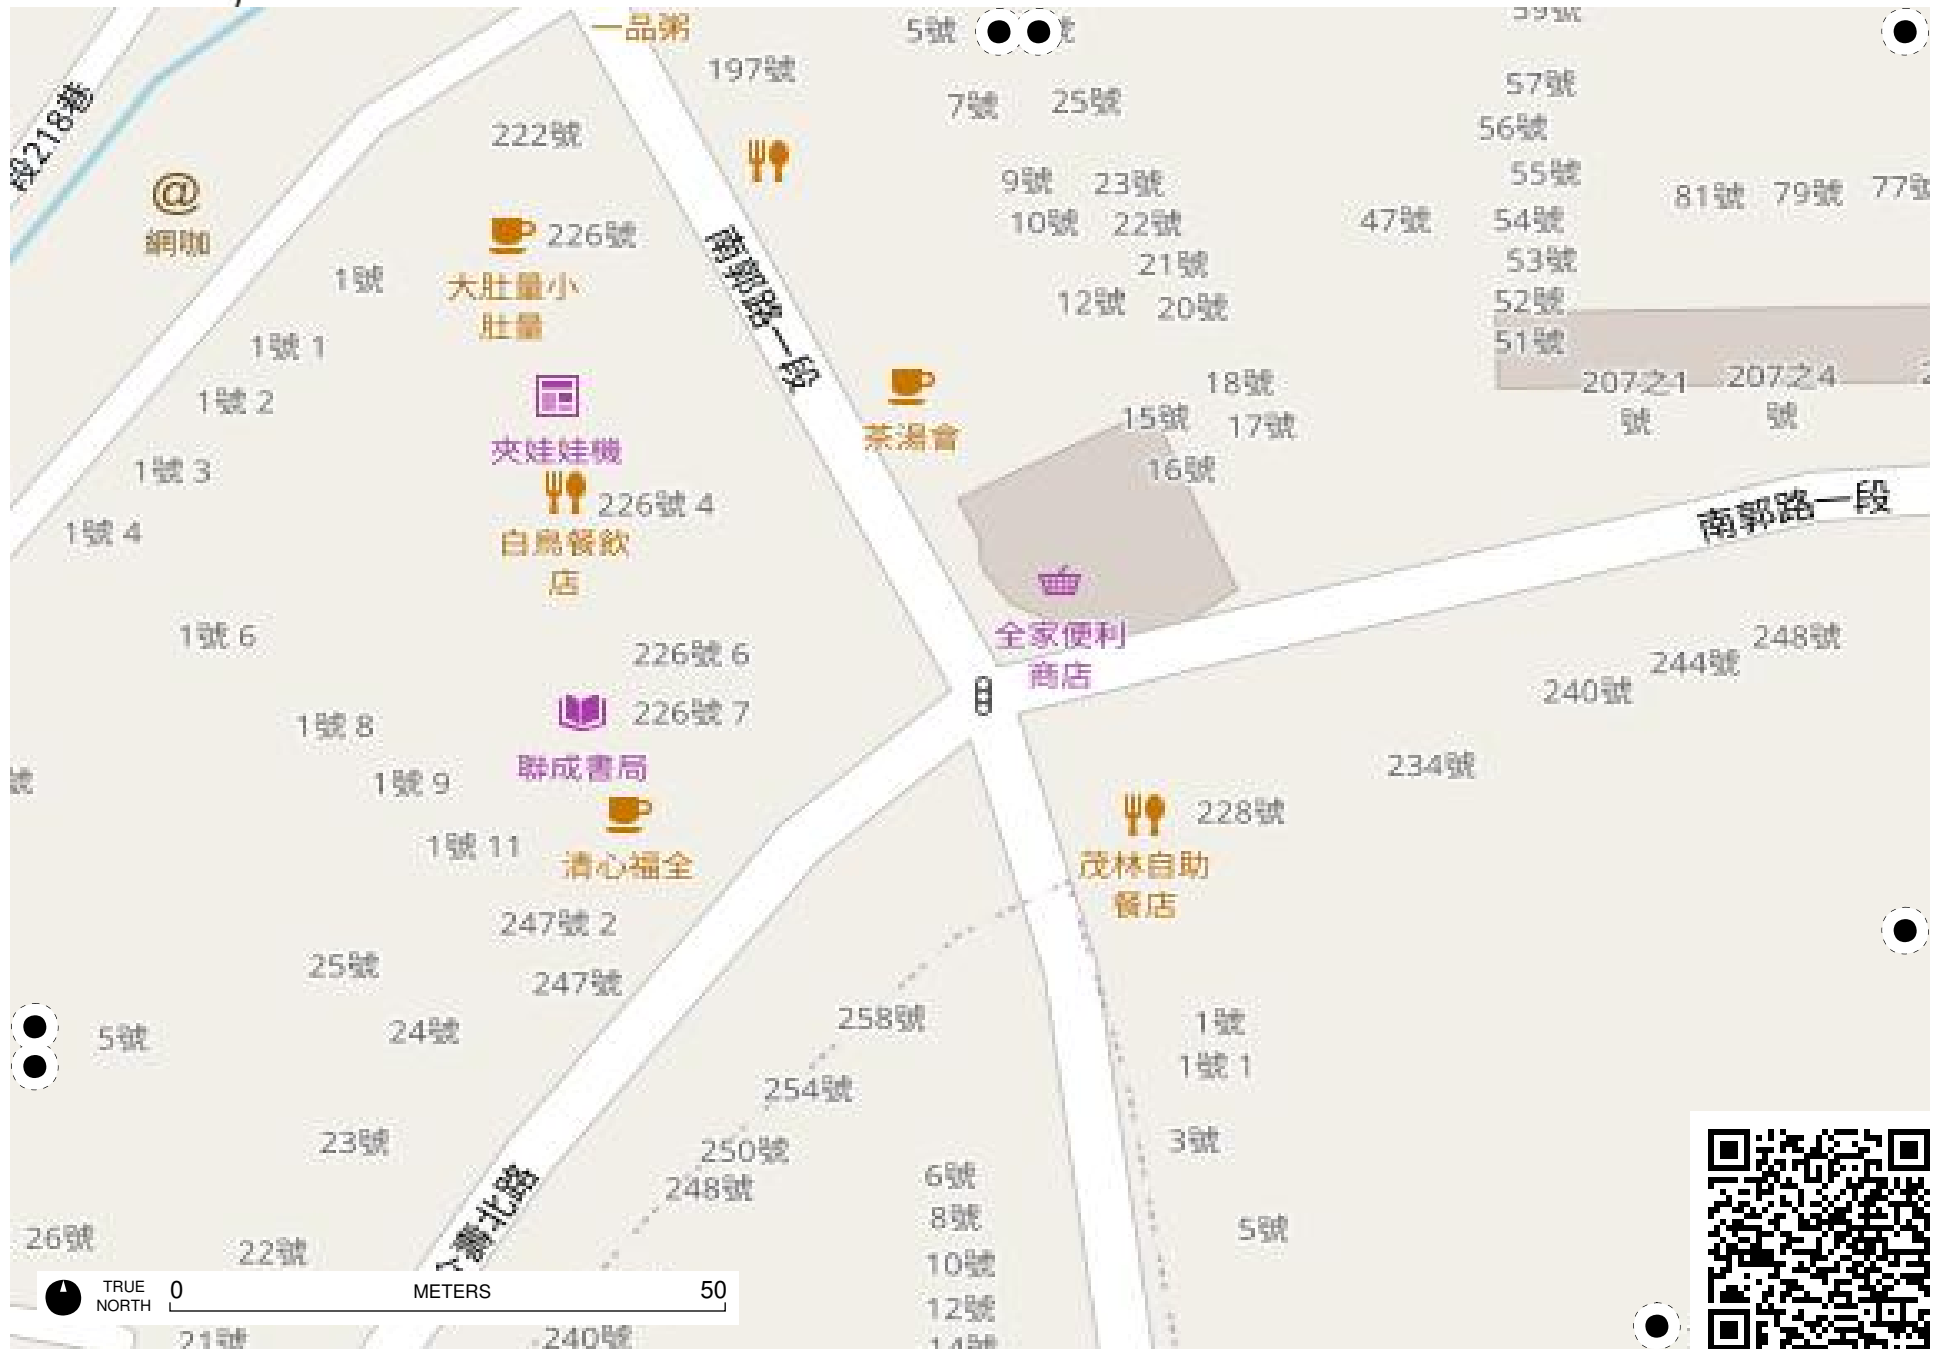 一品粥
5號
197號
57號
7號
25號
56號
222號
段218巷
55號
9號
23號
81號
79號
10號
22號
47號
54號
網咖
226號
南郭路一段
21號
53號
1號
大肚量小
肚量
12號
20號
52號
51號
1號 1
18號
207之1
號
207之4
號
1號 2
15號
17號
茶湯會
夾娃娃機
16號
1號 3
226號 4
南郭路一段
1號 4
白鳥餐飲
店
1號 6
全家便利
商店
248號
226號 6
244號
240號
226號 7
1號 8
聯成書局
234號
1號 9
228號
1號 11
清心福全
茂林自助
餐店
247號 2
25號
247號
258號
1號
24號
5號
1號 1
254號
23號
250號
3號
248號
6號
壽北路
8號
5號
26號
22號
10號
TRUE
NORTH
0
METERS
50
12號
21號
240號
14號